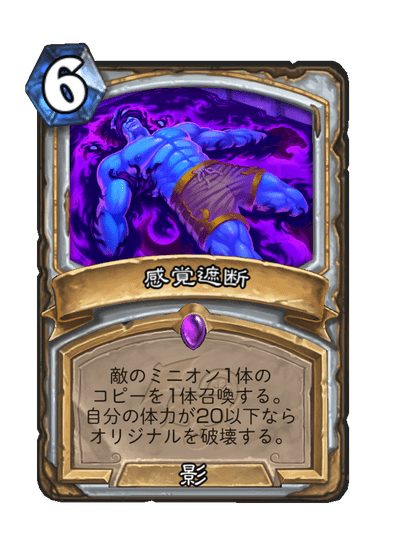 6
感覚遮断
敵のミニオン1体の
コピーを1体召喚する。
自分の体力が20以下なら
オリジナルを破壊する。
影